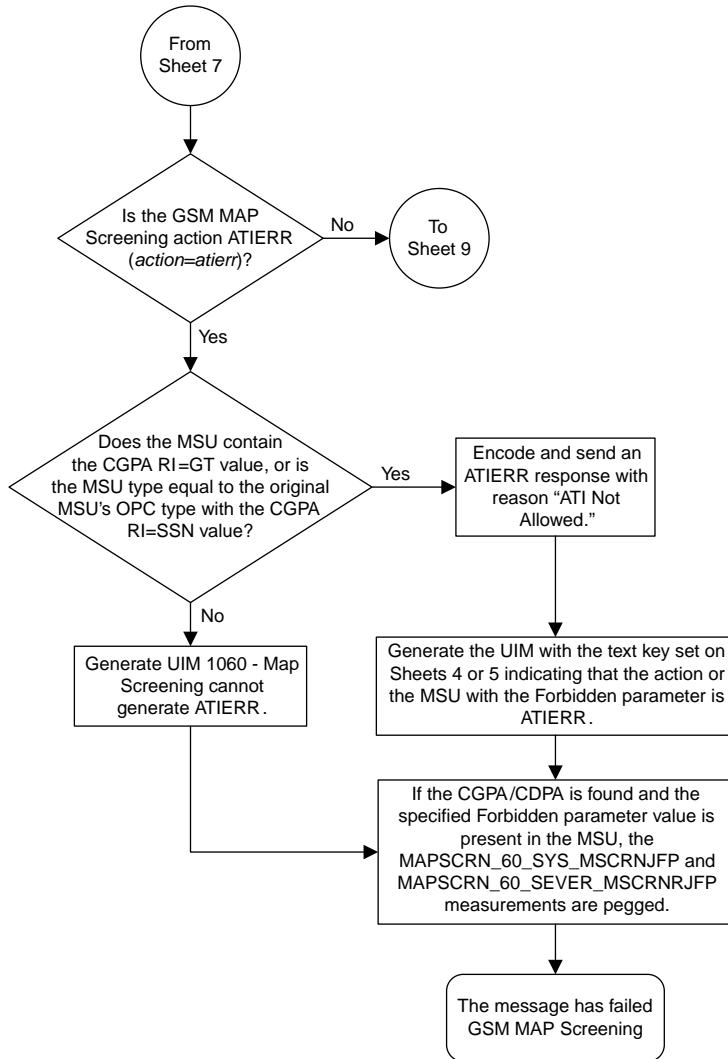 From
Sheet 7
Is the GSM MAP
Screening action ATIERR
(action=atierr)?
No
To
Sheet 9
Yes
Does the MSU contain
the CGPA RI=GT value, or is
the MSU type equal to the original
MSU’s OPC type with the CGPA
RI=SSN value?
Yes
Encode and send an
ATIERR response with
reason “ATI Not
Allowed.”
No
Generate UIM 1060 - Map
Screening cannot
generate ATIERR.
Generate the UIM with the text key set on
Sheets 4 or 5 indicating that the action or
the MSU with the Forbidden parameter is
ATIERR.
If the CGPA/CDPA is found and the
specified Forbidden parameter value is
present in the MSU, the
MAPSCRN_60_SYS_MSCRNJFP and
MAPSCRN_60_SEVER_MSCRNRJFP
measurements are pegged.
The message has failed
GSM MAP Screening